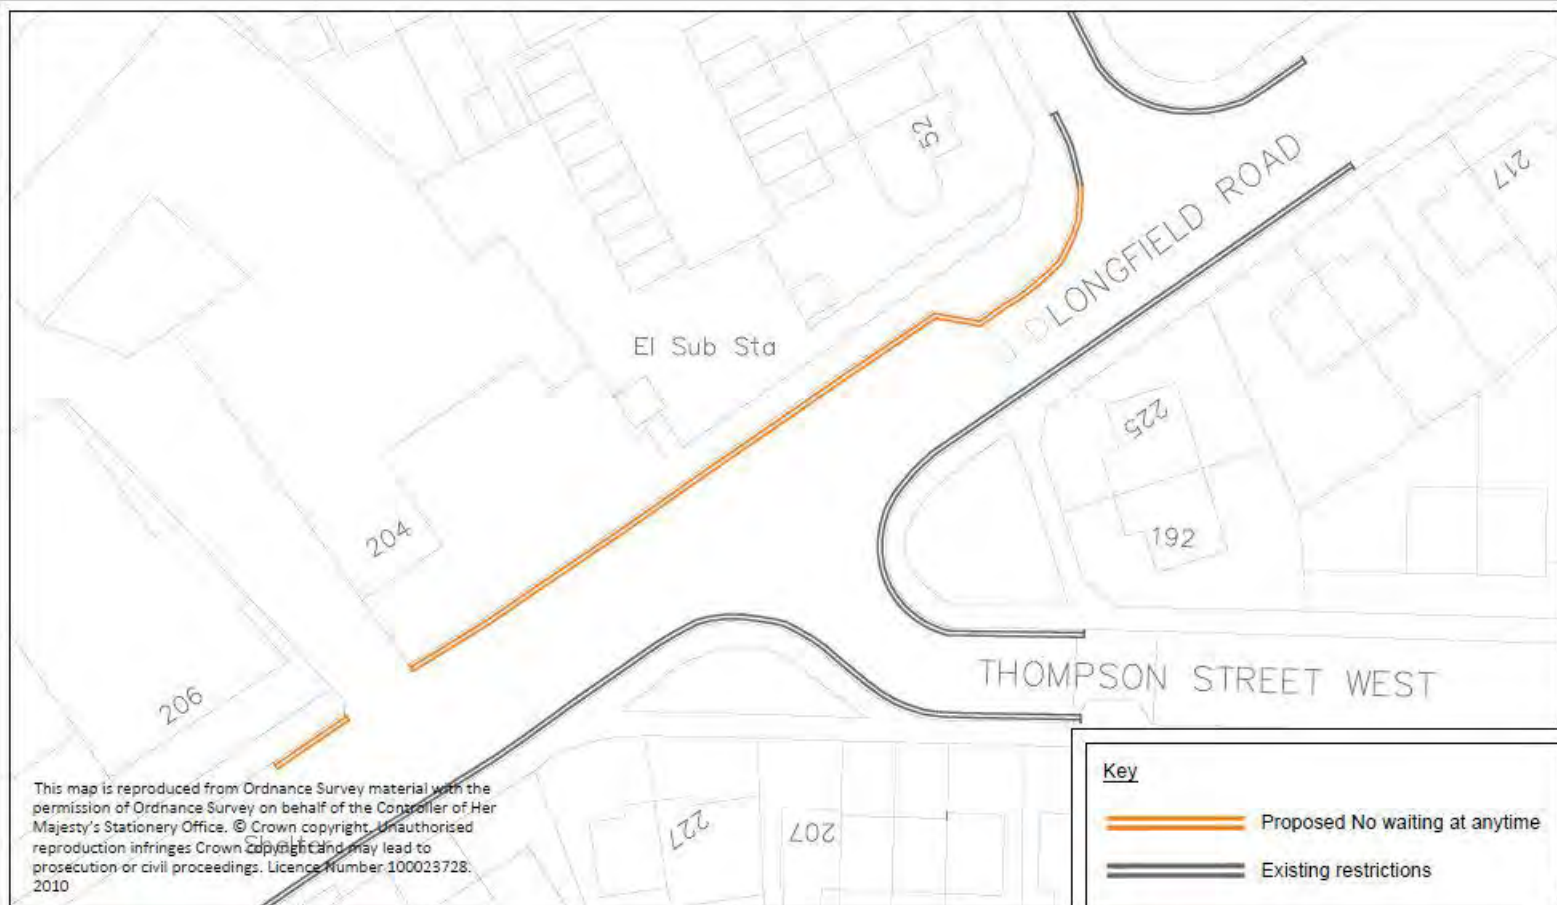 52
LONGFIELD ROAD
217
El Sub Sta
225
204
192
THOMPSON STREET WEST
206
This map is reproduced from Ordnance Survey material with the
permission of Ordnance Survey on behalf of the Controller of Her
Majesty's Stationery Office. © Crown copyright. Unauthorised
reproduction infringes Crown copyright and may lead to
prosecution or civil proceedings. Licence Number 100023728.
2010
Shelter
227
207
Key
Proposed No waiting at anytime
Existing restrictions